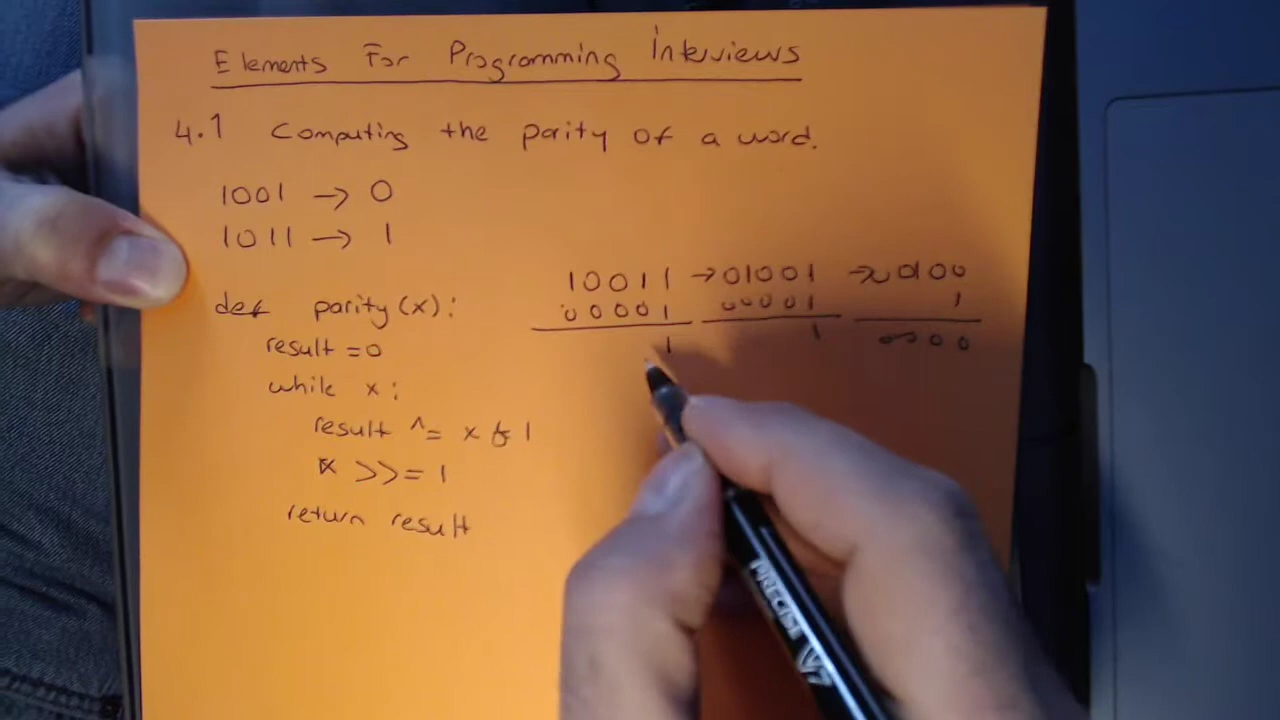 Elements For Programming Interviews
4.1 Computing the parity of a word.
1001 → 0
1011 → 1
def parity(x):
result = 0
while x:
result ^= x & 1
x >>= 1
return result
10011 → 01001 → 00100
00001 00001 1
1 1 0000
PRECISE V7